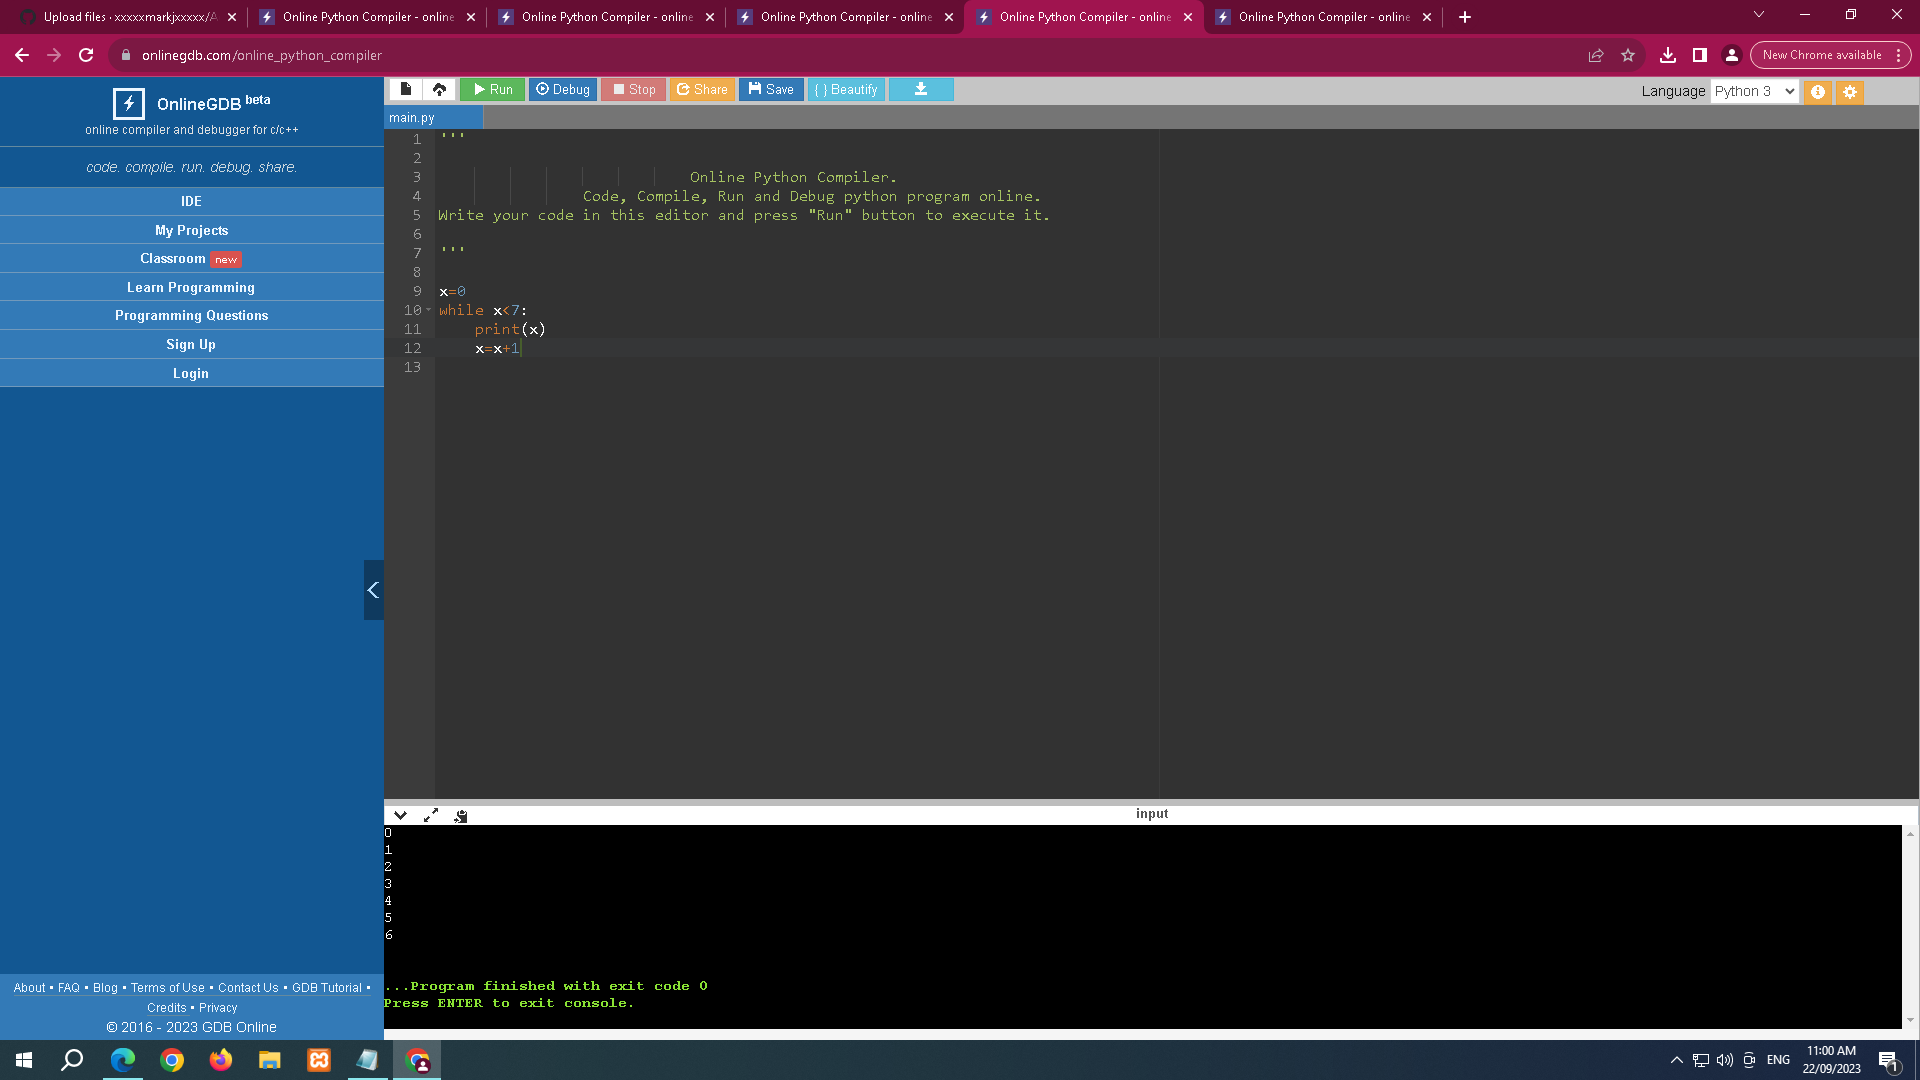 Upload files · xxxxxmarkjxxxxx/A
Online Python Compiler - online
Online Python Compiler - online
Online Python Compiler - online
Online Python Compiler - online
Online Python Compiler - online
onlinegdb.com/online_python_compiler
New Chrome available
OnlineGDB beta
online compiler and debugger for c/c++
code. compile. run. debug. share.
IDE
My Projects
Classroom new
Learn Programming
Programming Questions
Sign Up
Login
About • FAQ • Blog • Terms of Use • Contact Us • GDB Tutorial •
Credits • Privacy
© 2016 - 2023 GDB Online
Run Debug Stop Share Save { } Beautify
Language Python 3
main.py
1 '''
2
3 Online Python Compiler.
4 Code, Compile, Run and Debug python program online.
5 Write your code in this editor and press "Run" button to execute it.
6
7 '''
8
9 x=0
10 while x<7:
11 print(x)
12 x=x+1
13
input
0
1
2
3
4
5
6
...Program finished with exit code 0
Press ENTER to exit console.
ENG
11:00 AM
22/09/2023
1